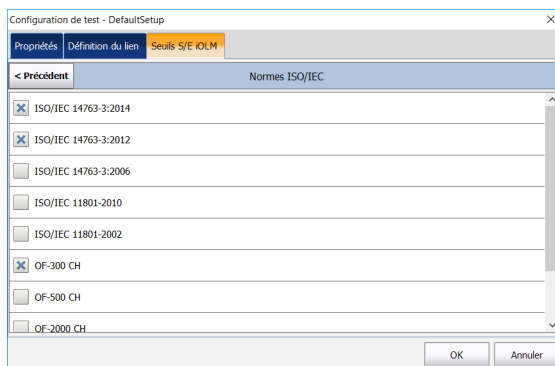 Configuration de test - DefaultSetup
Propriétés Définition du lien Seuils S/E iOLM
< Précédent Normes ISO/IEC
ISO/IEC 14763-3:2014
ISO/IEC 14763-3:2012
ISO/IEC 14763-3:2006
ISO/IEC 11801-2010
ISO/IEC 11801-2002
OF-300 CH
OF-500 CH
OF-2000 CH
OK Annuler